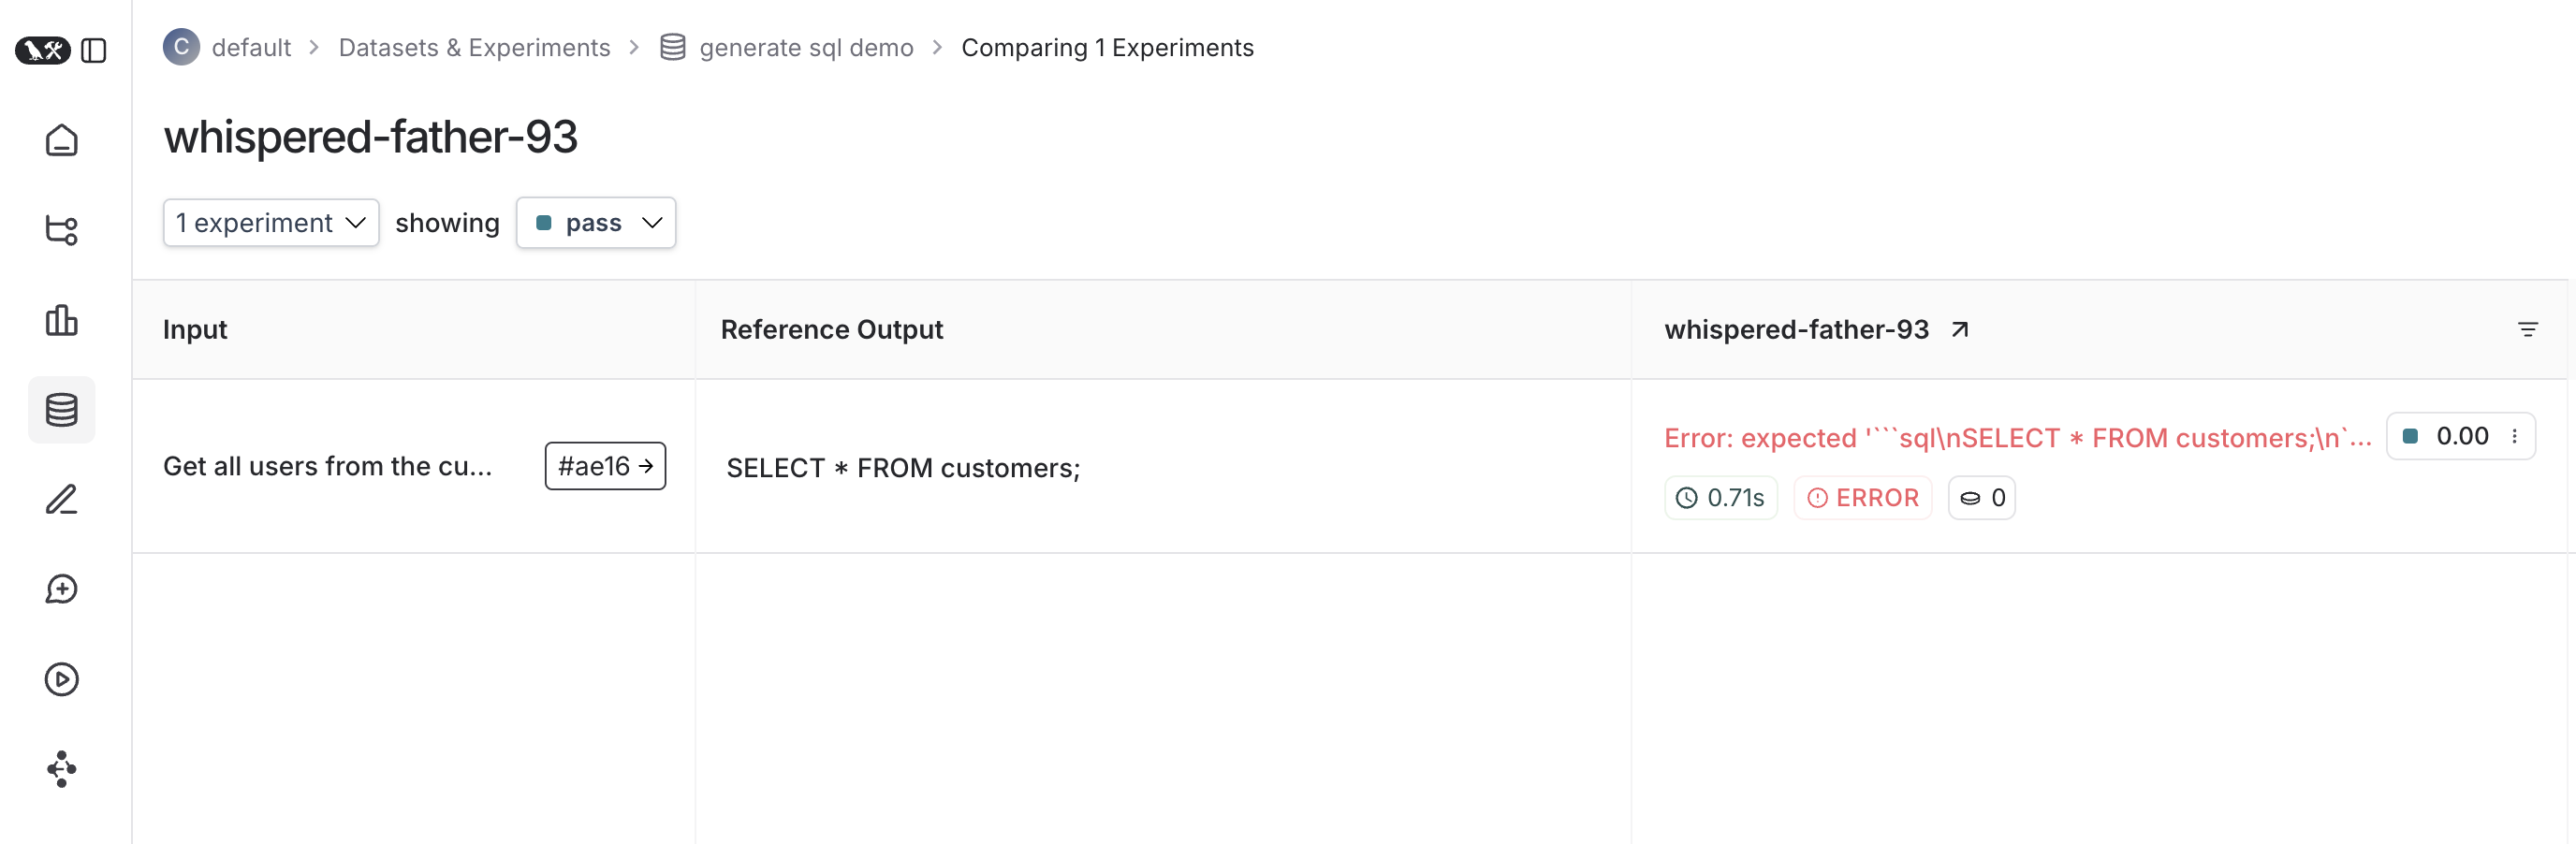 C default > Datasets & Experiments > generate sql demo > Comparing 1 Experiments
whispered-father-93
1 experiment showing pass
Input Reference Output whispered-father-93
Get all users from the cu... #ae16 → SELECT * FROM customers; Error: expected '```sql\nSELECT * FROM customers;\n`... 0.00
0.71s ERROR 0